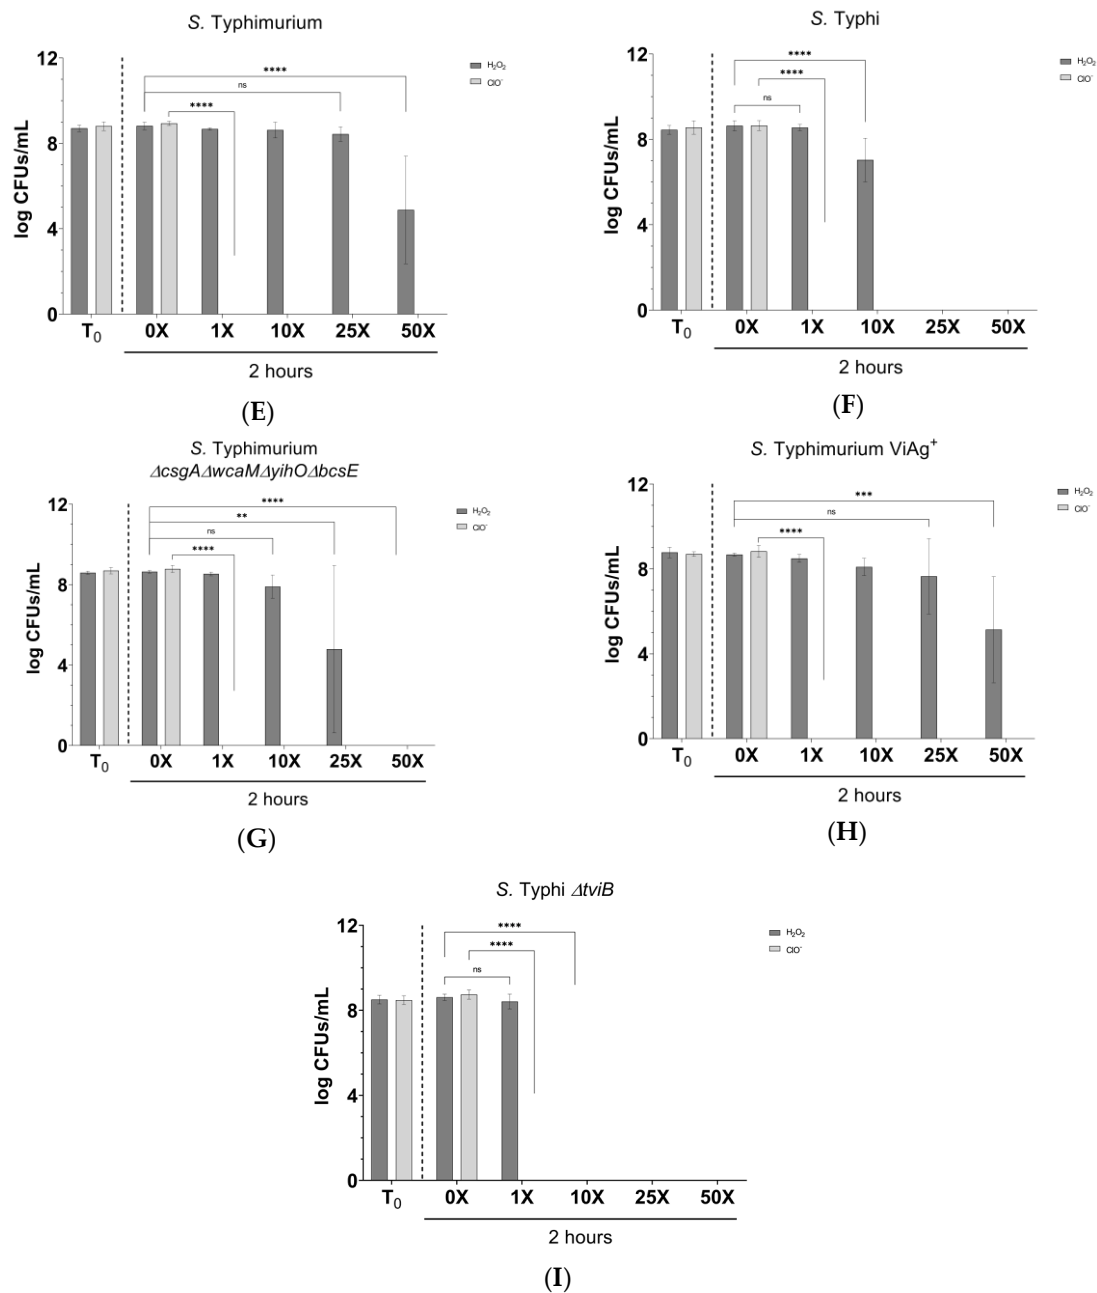 S. Typhimurium
H₂O₂
ClO⁻
12
8
4
0
log CFUs/mL
****
ns
****
T₀ 0X 1X 10X 25X 50X
2 hours
(E)
S. Typhi
H₂O₂
ClO⁻
12
8
4
0
log CFUs/mL
****
****
ns
T₀ 0X 1X 10X 25X 50X
2 hours
(F)
S. Typhimurium
ΔcsgAΔwcaMΔyihOΔbcsE
H₂O₂
ClO⁻
12
8
4
0
log CFUs/mL
****
**
ns
****
T₀ 0X 1X 10X 25X 50X
2 hours
(G)
S. Typhimurium ViAg⁺
H₂O₂
ClO⁻
12
8
4
0
log CFUs/mL
***
ns
****
T₀ 0X 1X 10X 25X 50X
2 hours
(H)
S. Typhi ΔtviB
H₂O₂
ClO⁻
12
8
4
0
log CFUs/mL
****
****
ns
T₀ 0X 1X 10X 25X 50X
2 hours
(I)